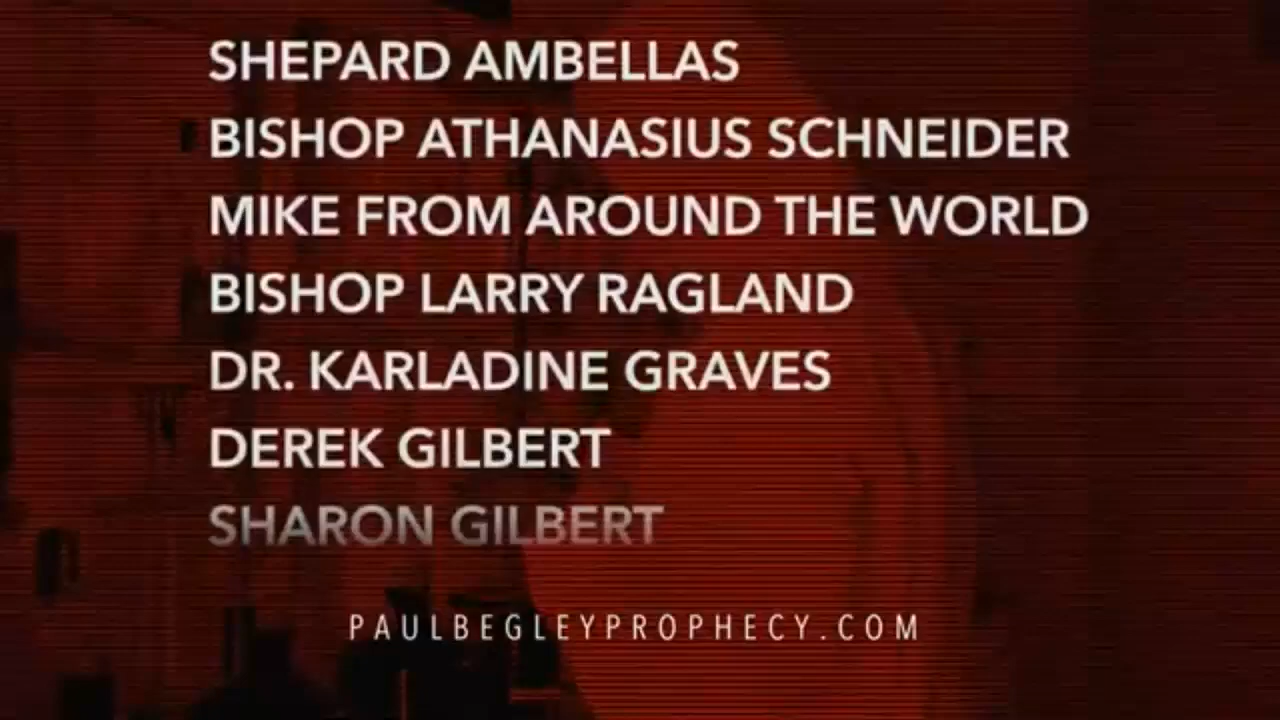 SHEPARD AMBELLAS
BISHOP ATHANASIUS SCHNEIDER
MIKE FROM AROUND THE WORLD
BISHOP LARRY RAGLAND
DR. KARLADINE GRAVES
DEREK GILBERT
SHARON GILBERT
PAULBEGLEYPROPHECY.COM